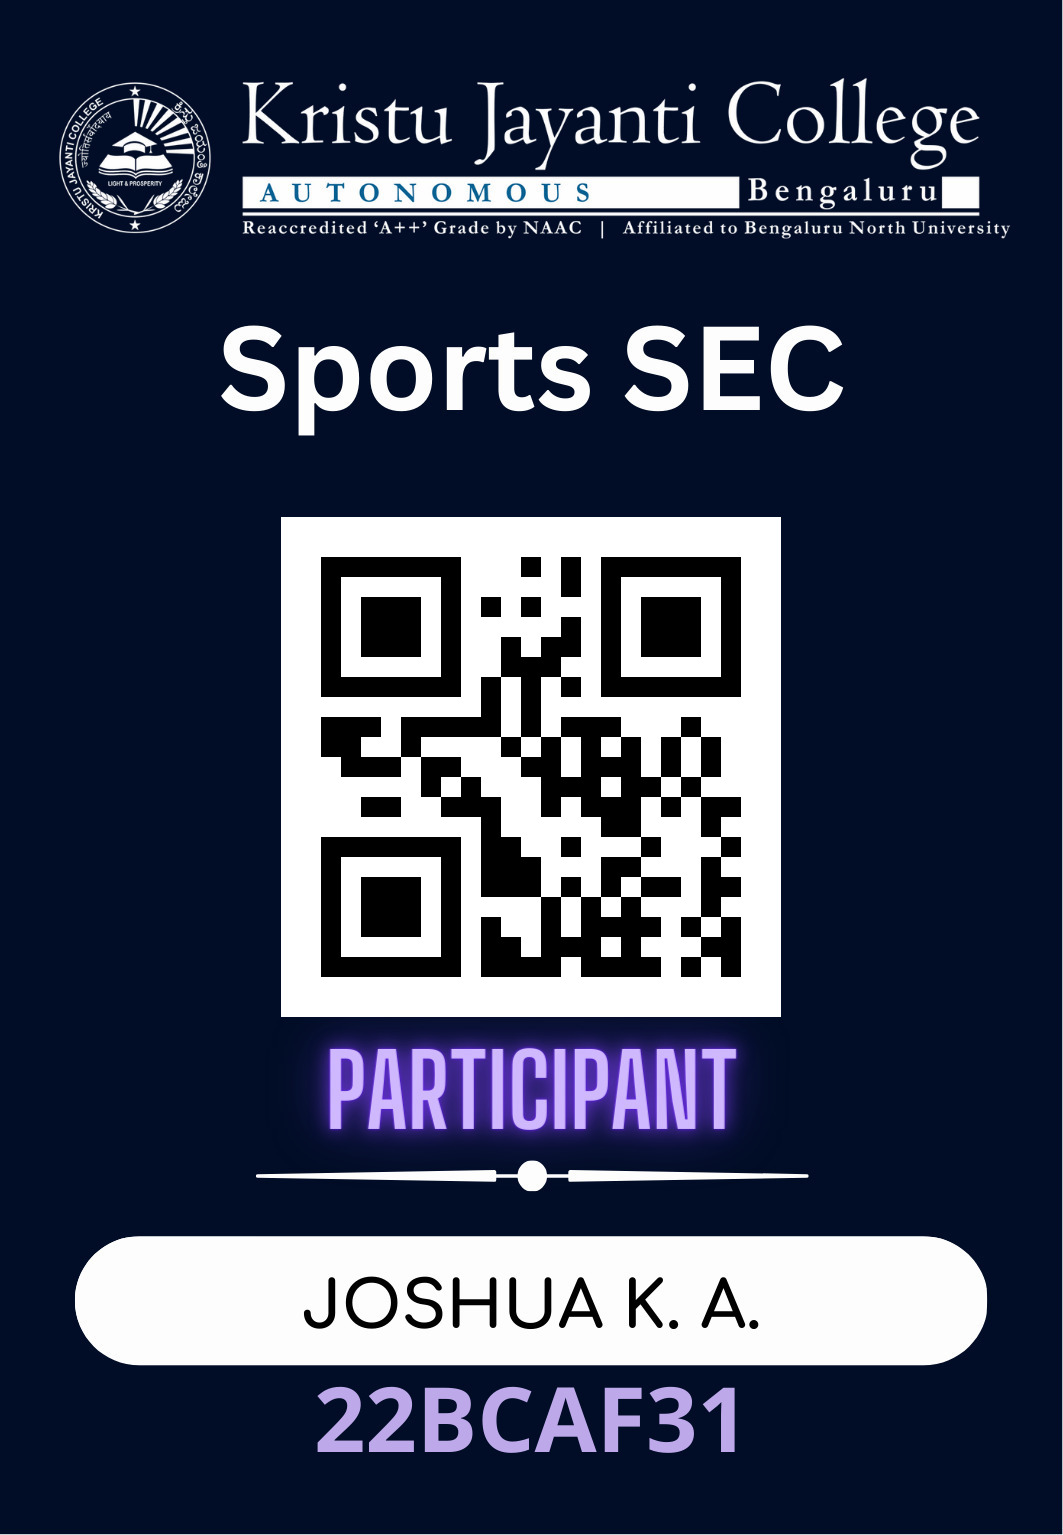 KRISTU JAYANTI COLLEGE
ಕ್ರಿಸ್ತು ಜಯಂತಿ ಕಾಲೇಜು
LIGHT & PROSPERITY
Kristu Jayanti College
AUTONOMOUS Bengaluru
Reaccredited ‘A++’ Grade by NAAC | Affiliated to Bengaluru North University
Sports SEC
PARTICIPANT
JOSHUA K. A.
22BCAF31